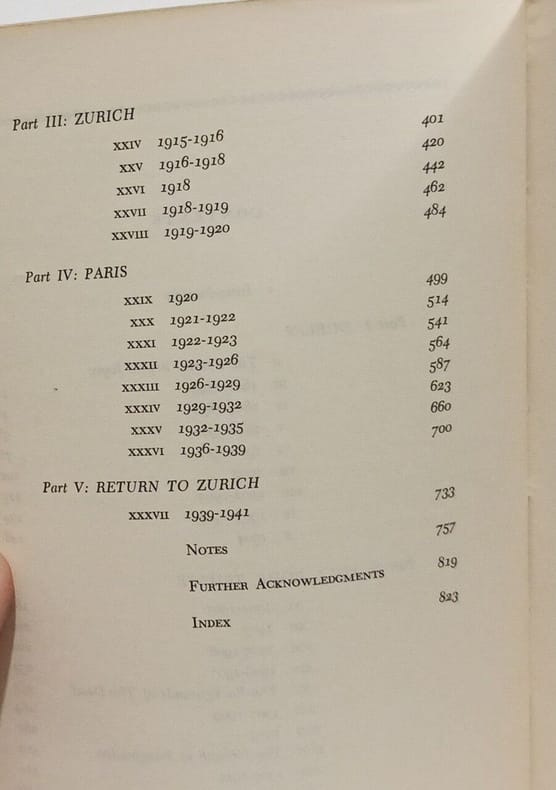 Part III: ZURICH
XXIV 1915-1916 401
XXV 1916-1918 420
XXVI 1918 442
XXVII 1918-1919 462
XXVIII 1919-1920 484
Part IV: PARIS
XXIX 1920 499
XXX 1921-1922 514
XXXI 1922-1923 541
XXXII 1923-1926 564
XXXIII 1926-1929 587
XXXIV 1929-1932 623
XXXV 1932-1935 660
XXXVI 1936-1939 700
Part V: RETURN TO ZURICH
XXXVII 1939-1941 733
NOTES 757
FURTHER ACKNOWLEDGMENTS 819
INDEX 823